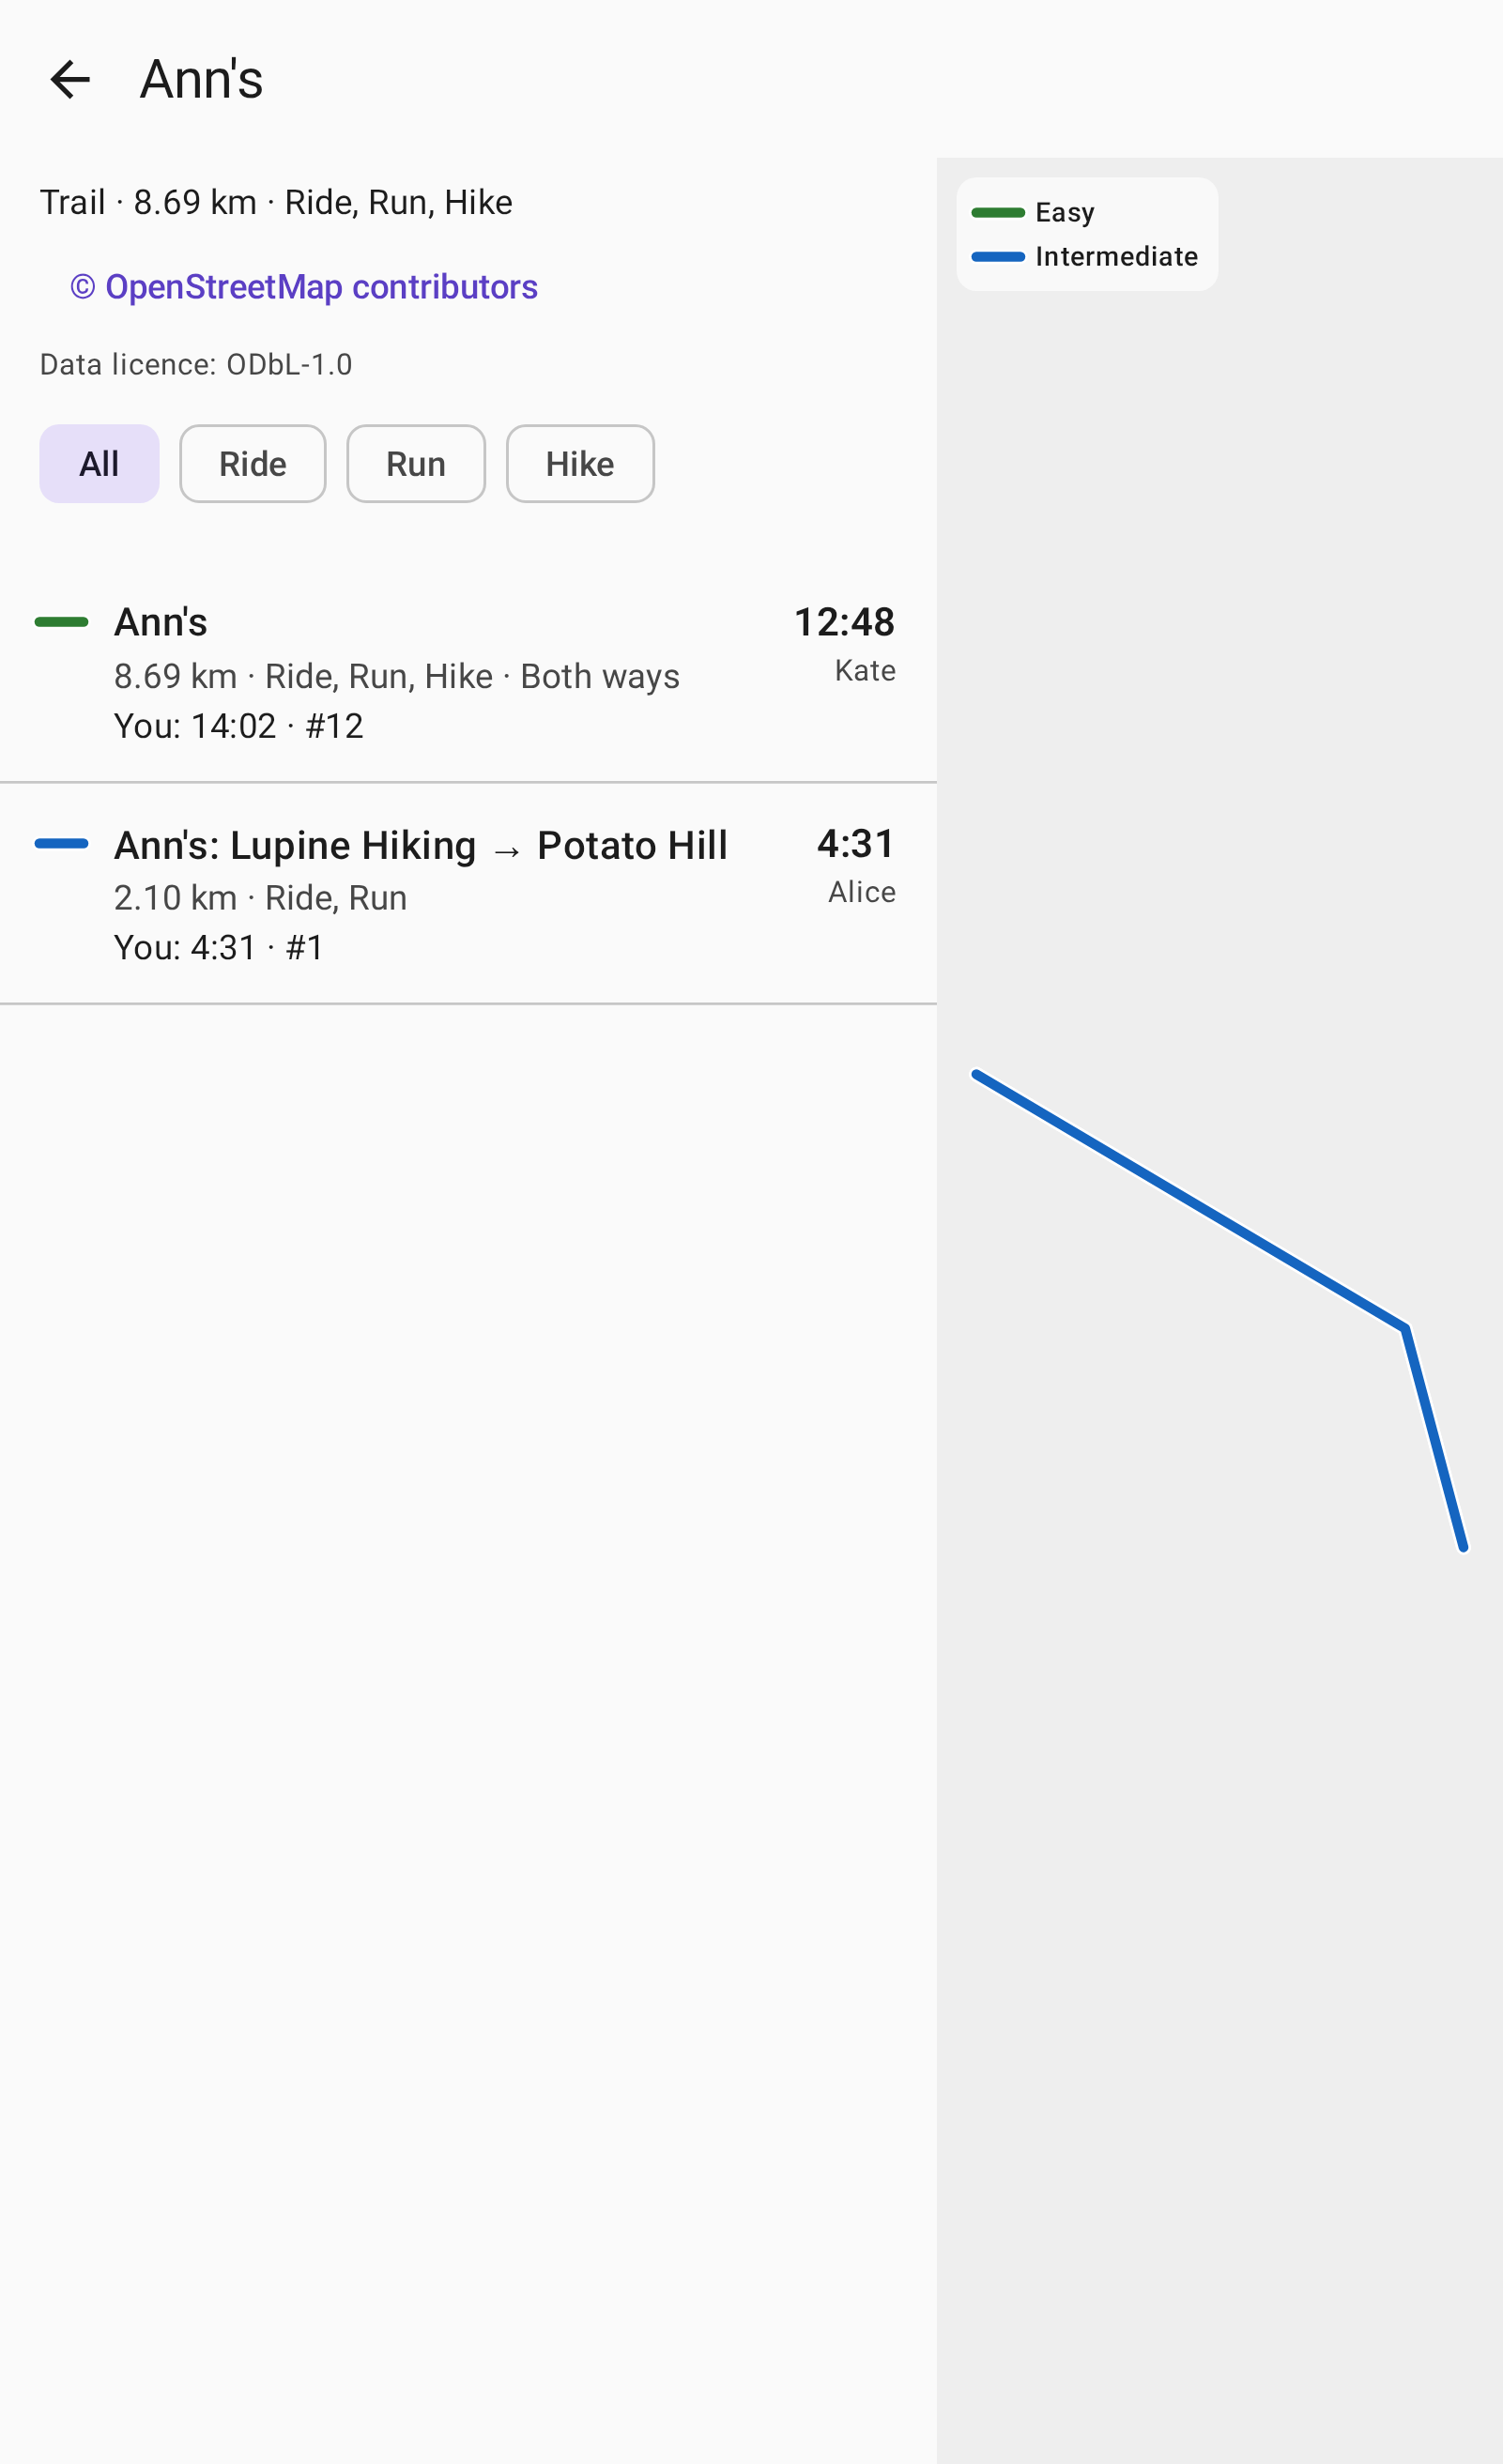 Ann's
Trail · 8.69 km · Ride, Run, Hike
© OpenStreetMap contributors
Data licence: ODbL-1.0
All
Ride
Run
Hike
Ann's
12:48
8.69 km · Ride, Run, Hike · Both ways
Kate
You: 14:02 · #12
Ann's: Lupine Hiking → Potato Hill
4:31
2.10 km · Ride, Run
Alice
You: 4:31 · #1
Easy
Intermediate